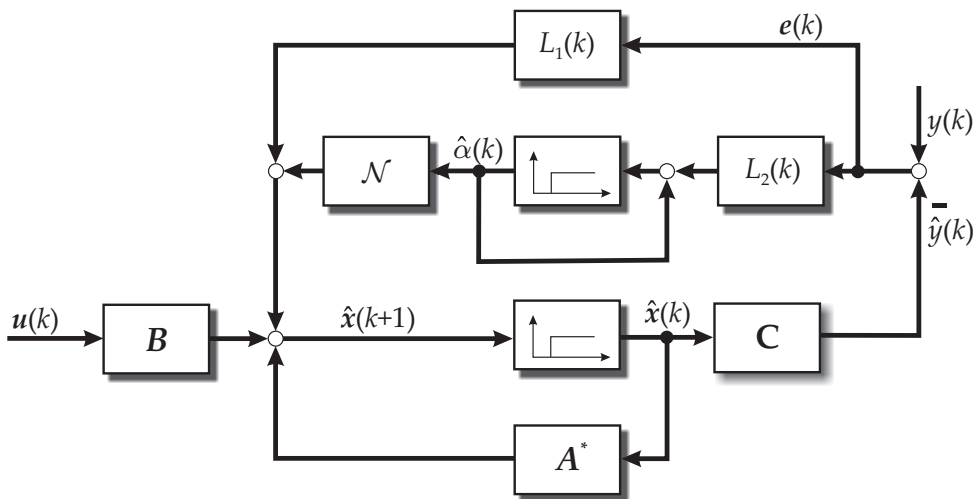 e(k)
L₁(k)
y(k)
α̂(k)
𝒩
L₂(k)
−
ŷ(k)
u(k)
B
x̂(k+1)
x̂(k)
C
A*